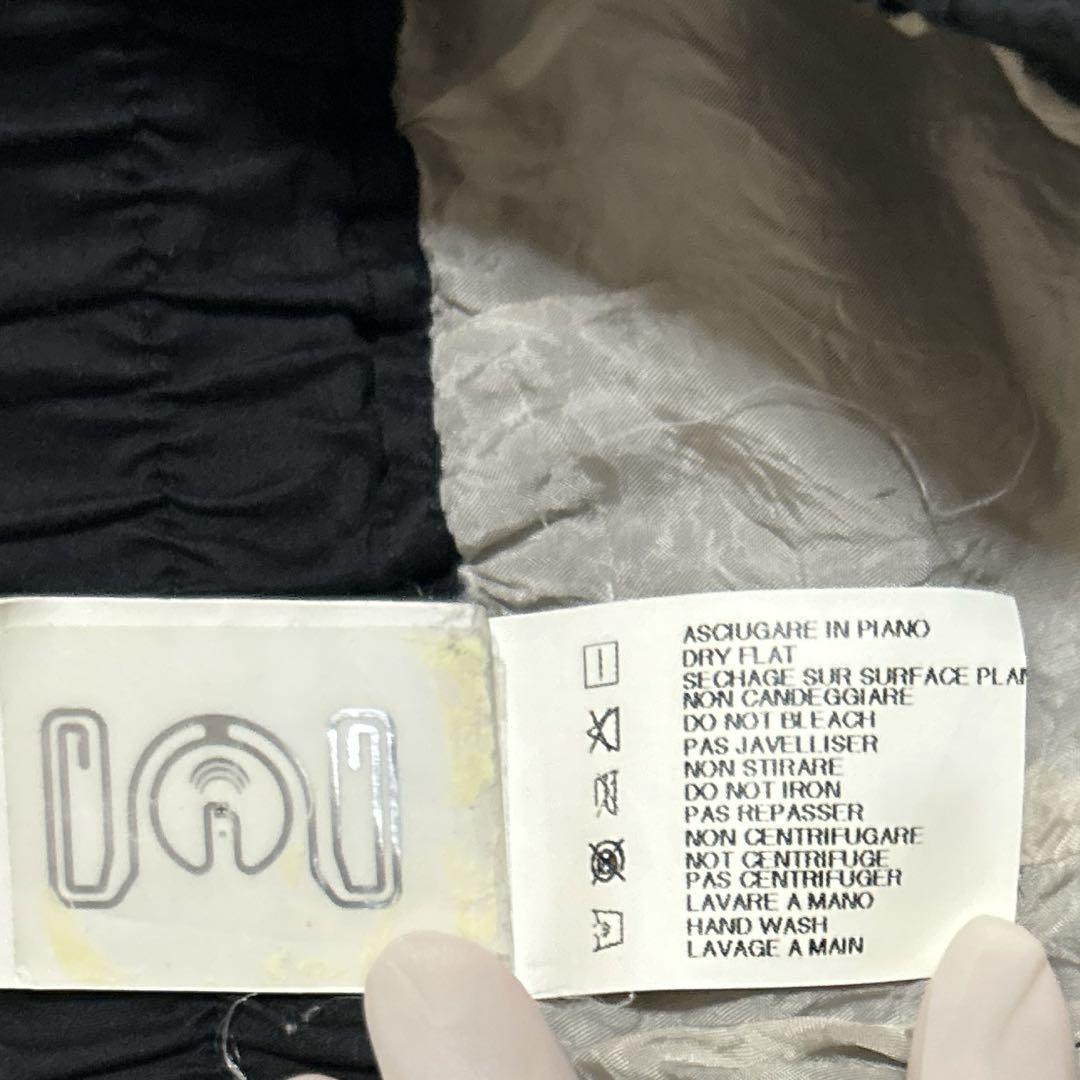 ASCIUGARE IN PIANO
DRY FLAT
SECHAGE SUR SURFACE PLAN
NON CANDEGGIARE
DO NOT BLEACH
PAS JAVELLISER
NON STIRARE
DO NOT IRON
PAS REPASSER
NON CENTRIFUGARE
NOT CENTRIFUGE
PAS CENTRIFUGER
LAVARE A MANO
HAND WASH
LAVAGE A MAIN